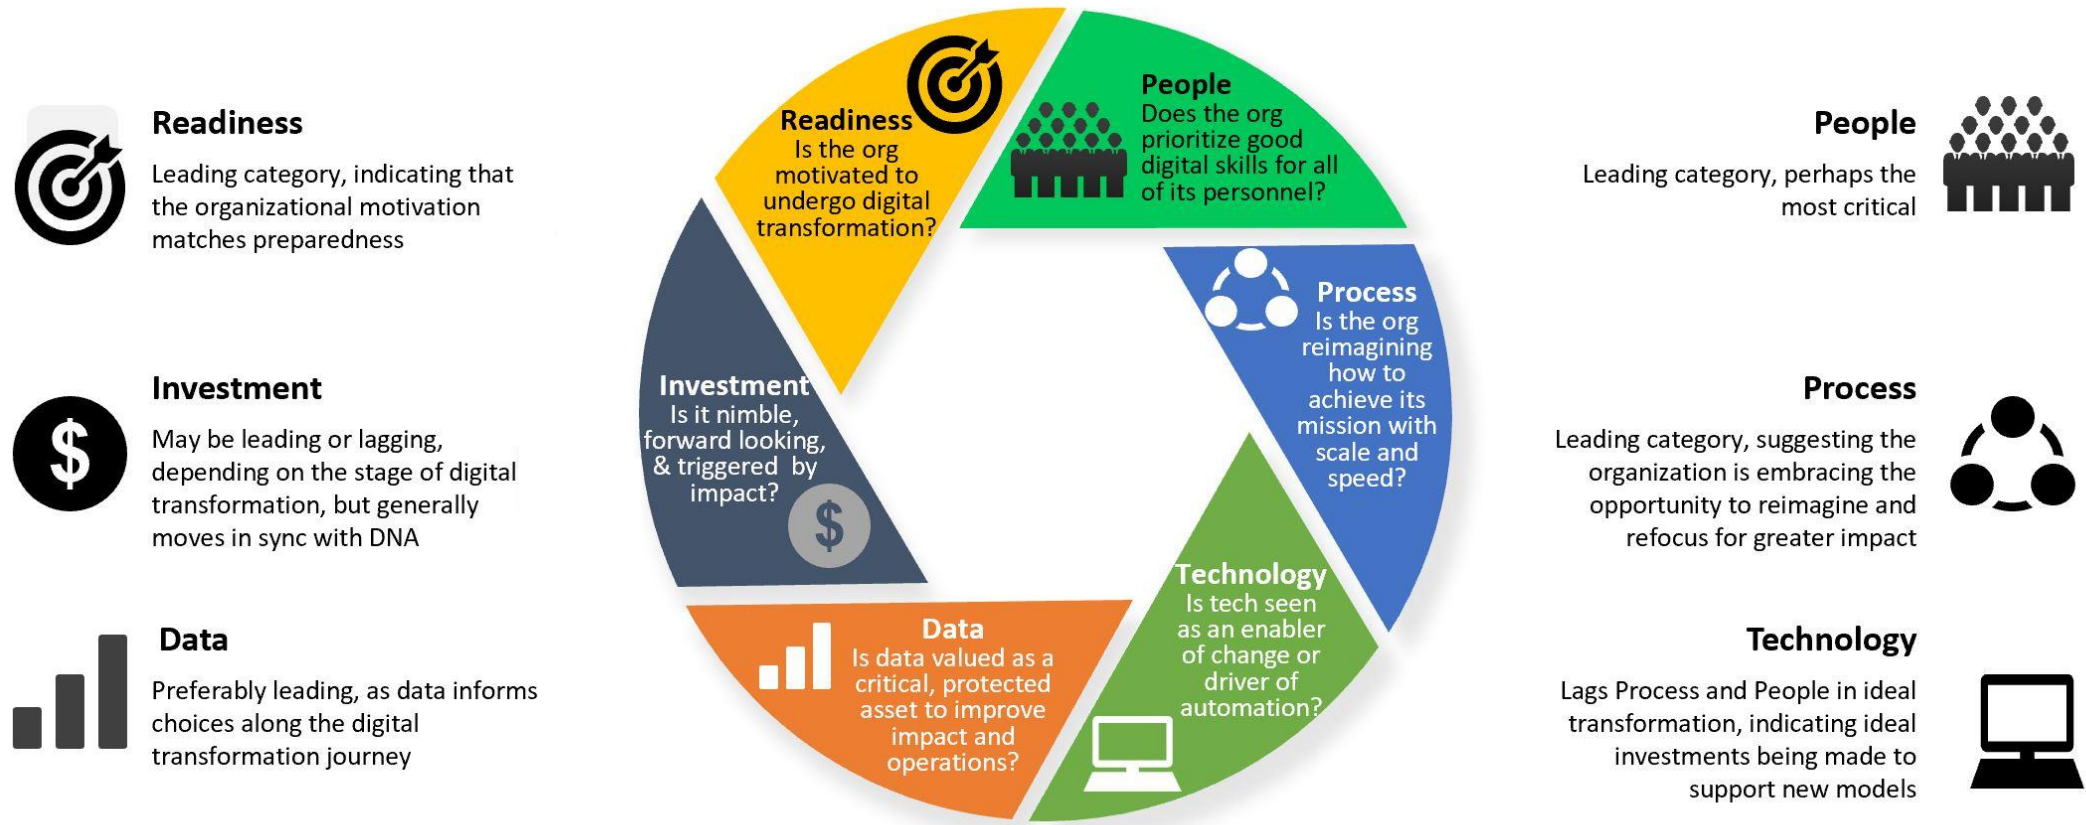 Readiness
Leading category, indicating that
the organizational motivation
matches preparedness
Investment
May be leading or lagging,
depending on the stage of digital
transformation, but generally
moves in sync with DNA
Data
Preferably leading, as data informs
choices along the digital
transformation journey
Readiness
Is the org
motivated to
undergo digital
transformation?
People
Does the org
prioritize good
digital skills for all
of its personnel?
Process
Is the org
reimagining
how to
achieve its
mission with
scale and
speed?
Technology
Is tech seen
as an enabler
of change or
driver of
automation?
Data
Is data valued as a
critical, protected
asset to improve
impact and
operations?
Investment
Is it nimble,
forward looking,
& triggered by
impact?
$
People
Leading category, perhaps the
most critical
Process
Leading category, suggesting the
organization is embracing the
opportunity to reimagine and
refocus for greater impact
Technology
Lags Process and People in ideal
transformation, indicating ideal
investments being made to
support new models
$